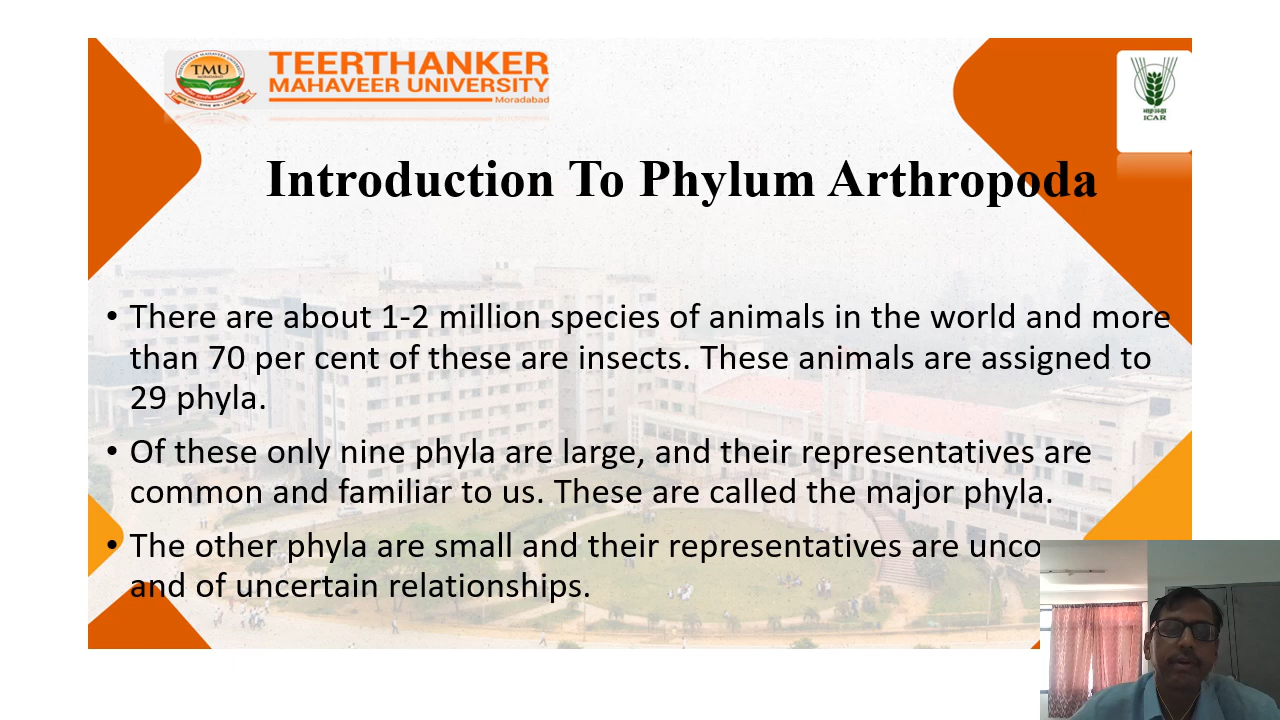 TMU
TEERTHANKER
MAHAVEER UNIVERSITY
Moradabad
ICAR
Introduction To Phylum Arthropoda
• There are about 1-2 million species of animals in the world and more
than 70 per cent of these are insects. These animals are assigned to
29 phyla.
• Of these only nine phyla are large, and their representatives are
common and familiar to us. These are called the major phyla.
• The other phyla are small and their representatives are unco
and of uncertain relationships.